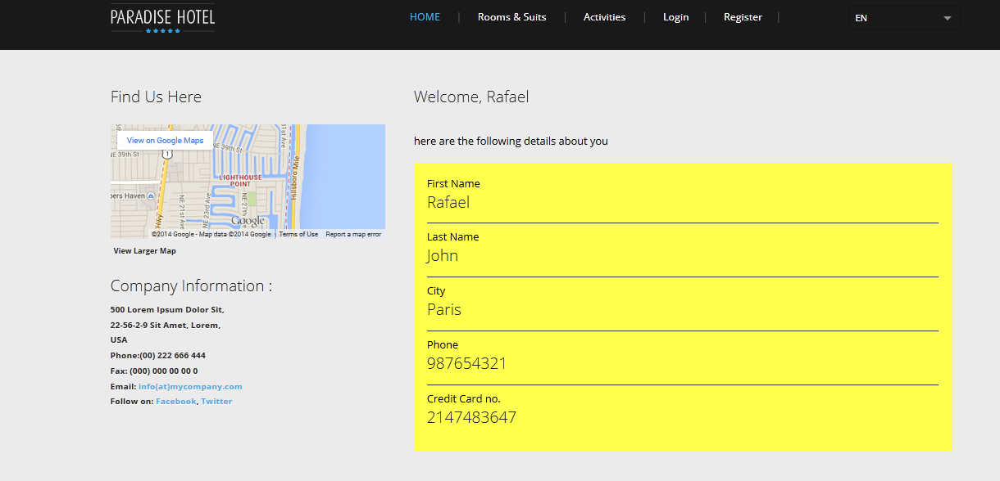 PARADISE HOTEL
HOME | Rooms & Suits | Activities | Login | Register |
EN
Find Us Here
View on Google Maps
NE 39th St
NE 39th St
1
91st Ave
LIGHTHOUSE
POINT
Hillsboro Mile
pers Haven
NE 21st Ave
NE 23rd Ave
NE 27th
Hwy
Google
©2014 Google - Map data ©2014 Google | Terms of Use Report a map error
View Larger Map
Company Information :
500 Lorem Ipsum Dolor Sit,
22-56-2-9 Sit Amet, Lorem,
USA
Phone:(00) 222 666 444
Fax: (000) 000 00 00 0
Email: info(at)mycompany.com
Follow on: Facebook, Twitter
Welcome, Rafael
here are the following details about you
First Name
Rafael
Last Name
John
City
Paris
Phone
987654321
Credit Card no.
2147483647